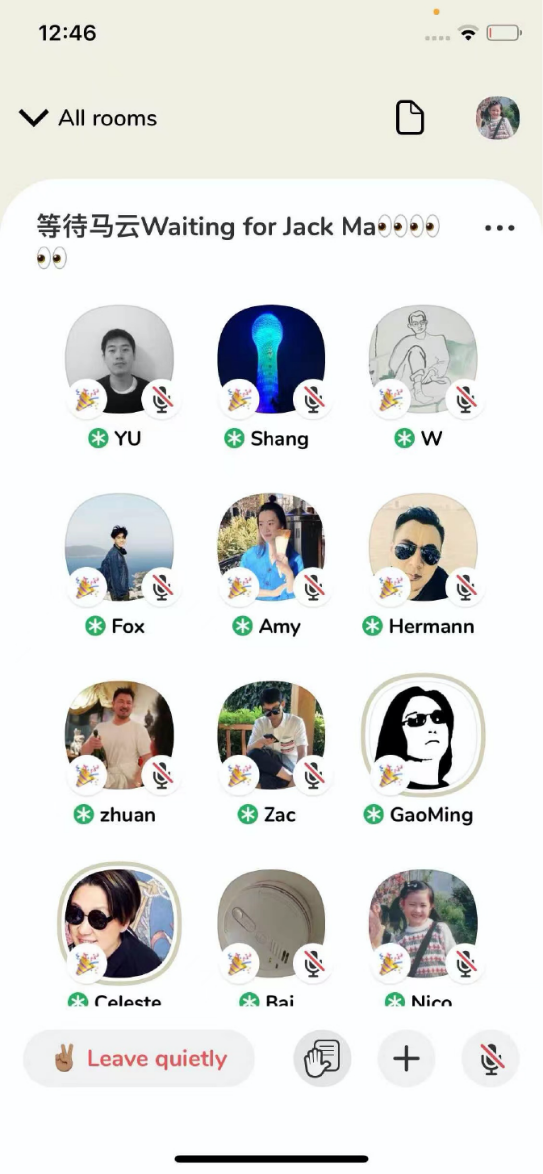 12:46
All rooms
等待马云Waiting for Jack Ma👀👀
👀
YU
Shang
W
Fox
Amy
Hermann
zhuan
Zac
GaoMing
Celeste
Bai
Nico
✌🏽 Leave quietly